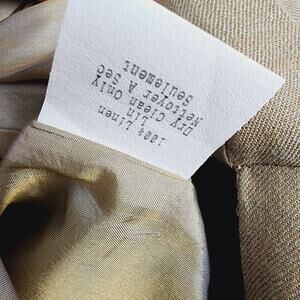 100% Linen
Lin
Dry Clean Only
Nettoyer A Sec
Seulement